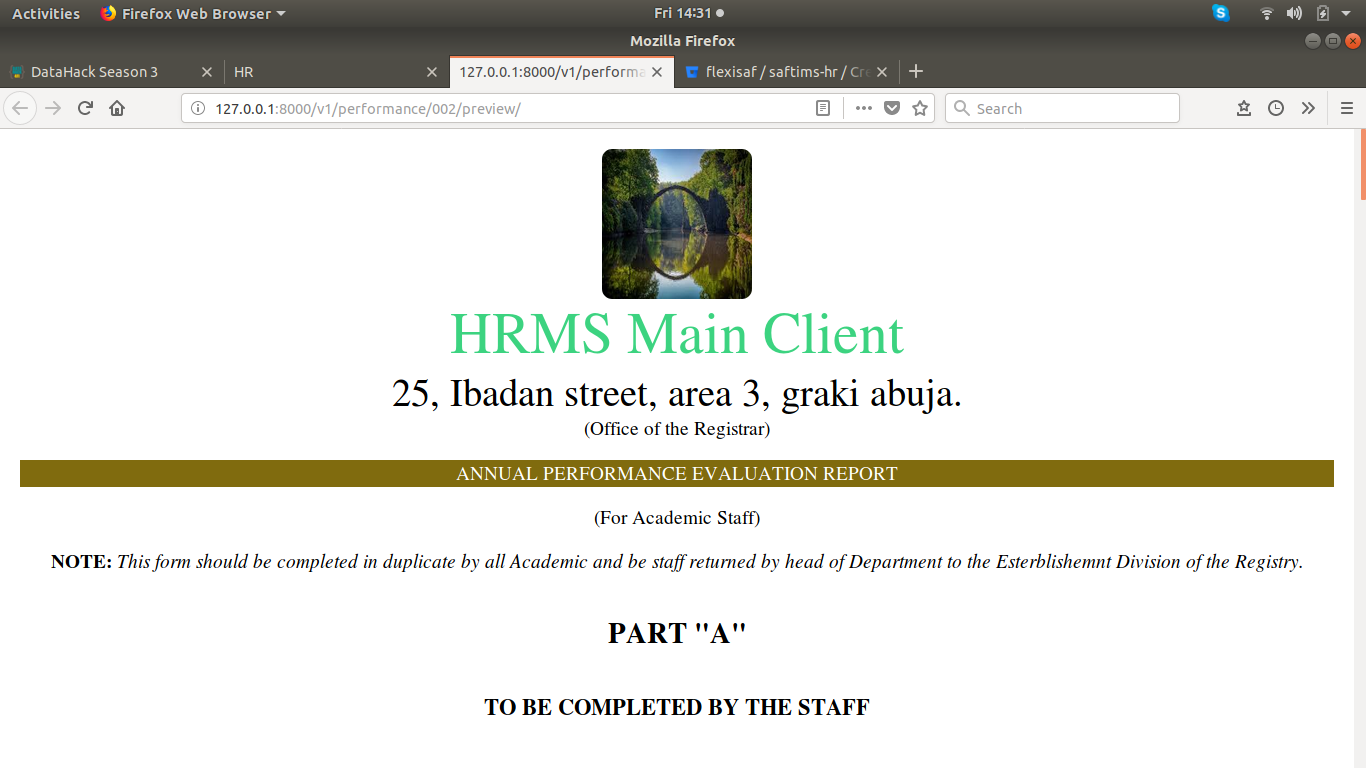 Activities Firefox Web Browser Fri 14:31
Mozilla Firefox
DataHack Season 3 HR 127.0.0.1:8000/v1/performa flexisaf / saftims-hr / Cre
127.0.0.1:8000/v1/performance/002/preview/ Search
HRMS Main Client
25, Ibadan street, area 3, graki abuja.
(Office of the Registrar)
ANNUAL PERFORMANCE EVALUATION REPORT
(For Academic Staff)
NOTE: This form should be completed in duplicate by all Academic and be staff returned by head of Department to the Esterblishemnt Division of the Registry.
PART "A"
TO BE COMPLETED BY THE STAFF